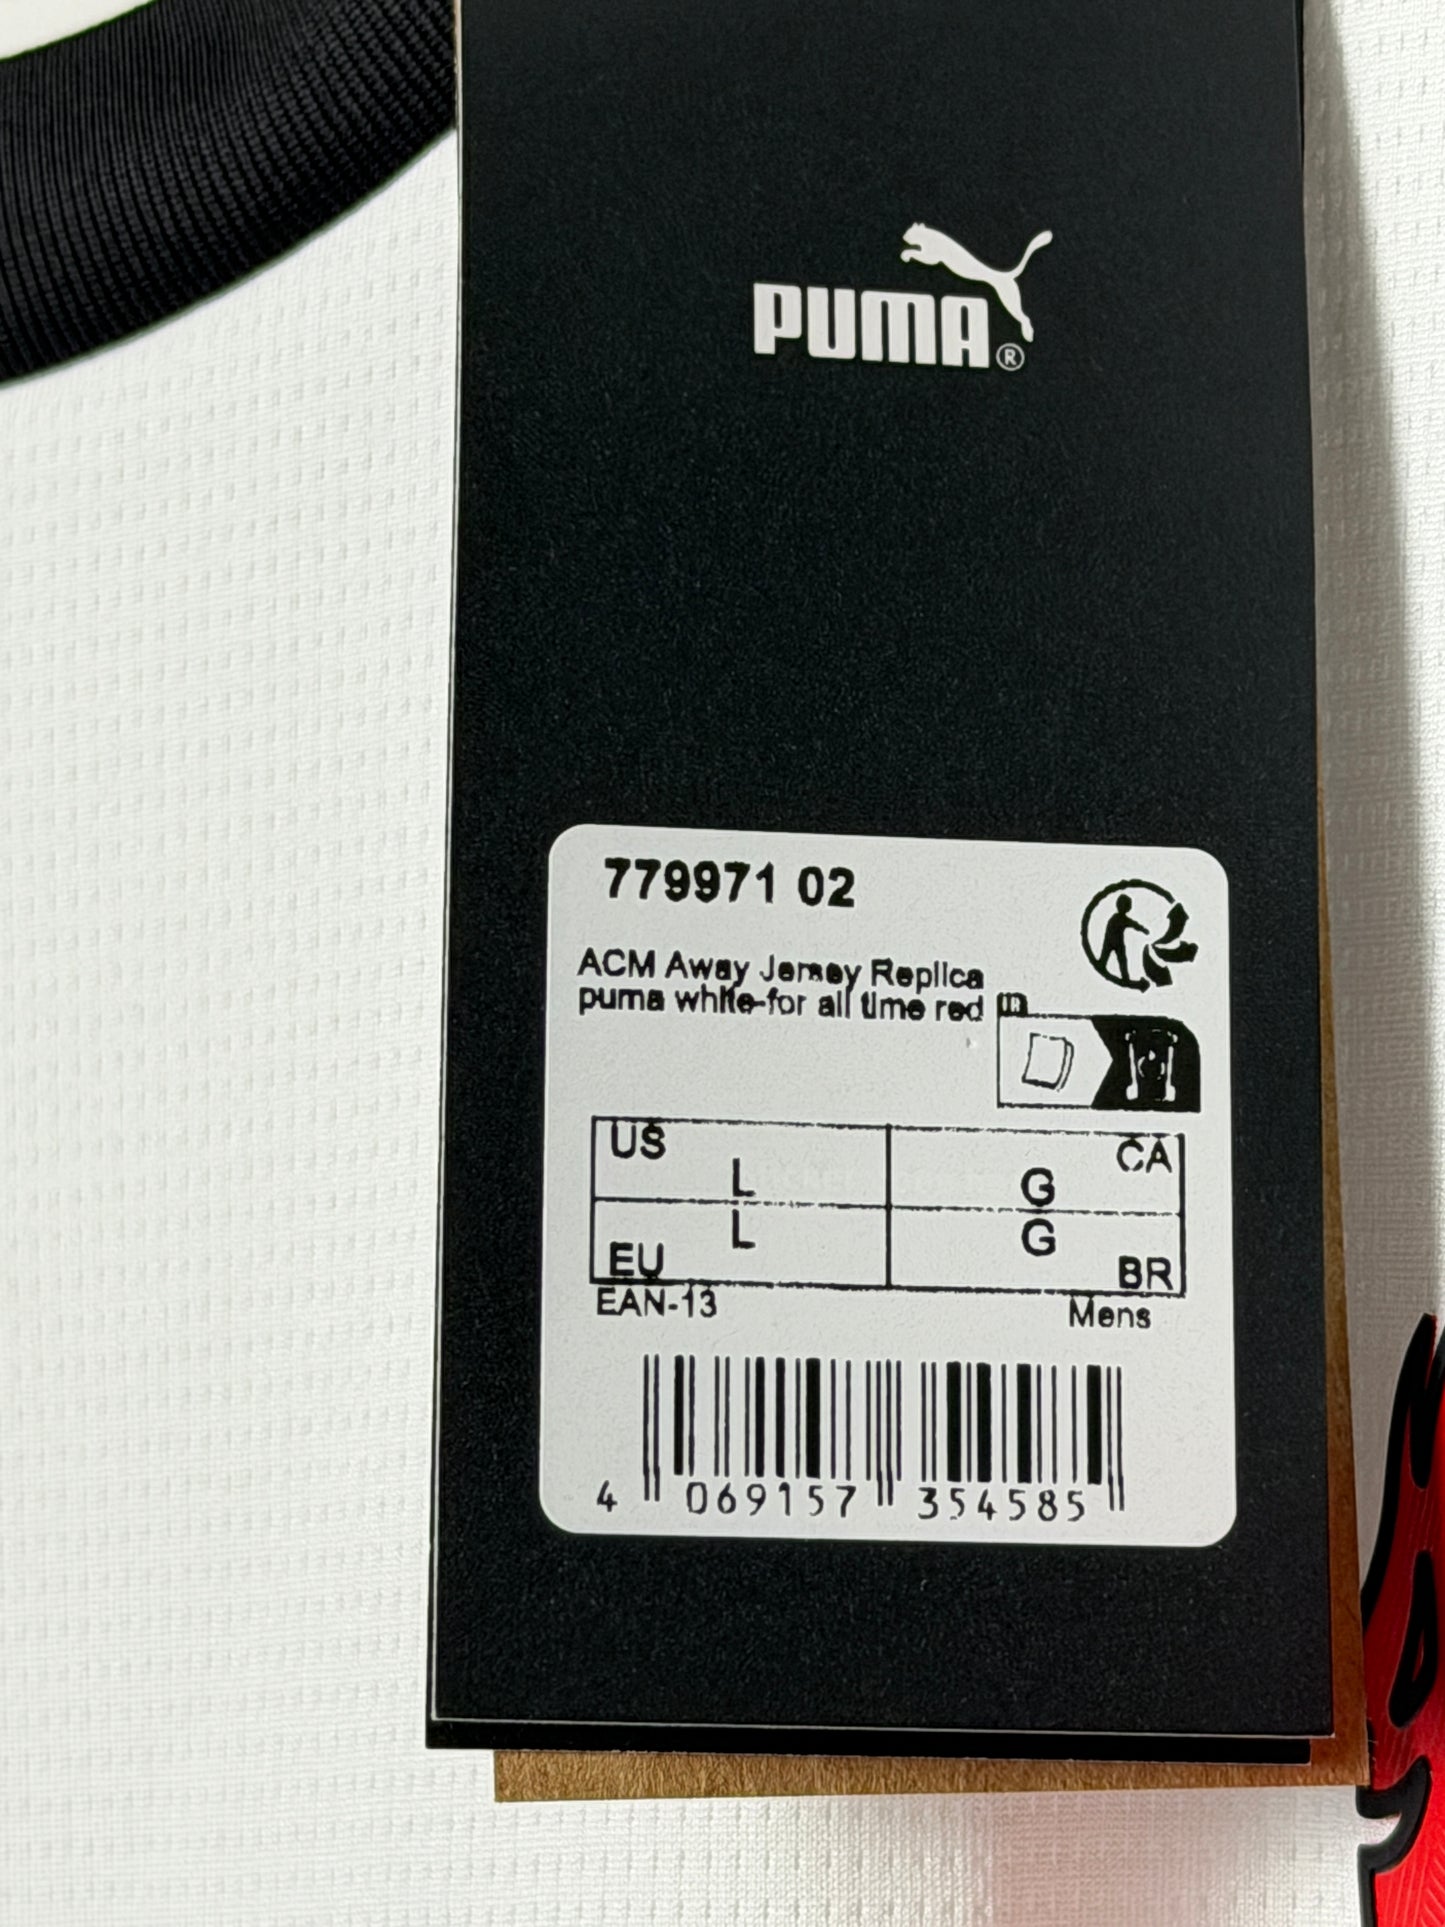 PUMA®
779971 02
ACM Away Jersey Replica
puma white-for all time red
FR
US L G CA
EU L G BR
EAN-13 Mens
4 069157 354585